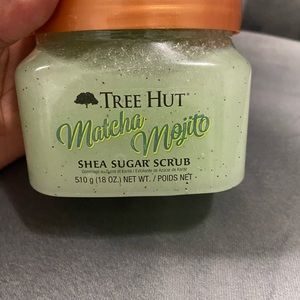 TREE HUT
Matcha Mojito
SHEA SUGAR SCRUB
510 g (18 OZ.) NET WT. / POIDS NET